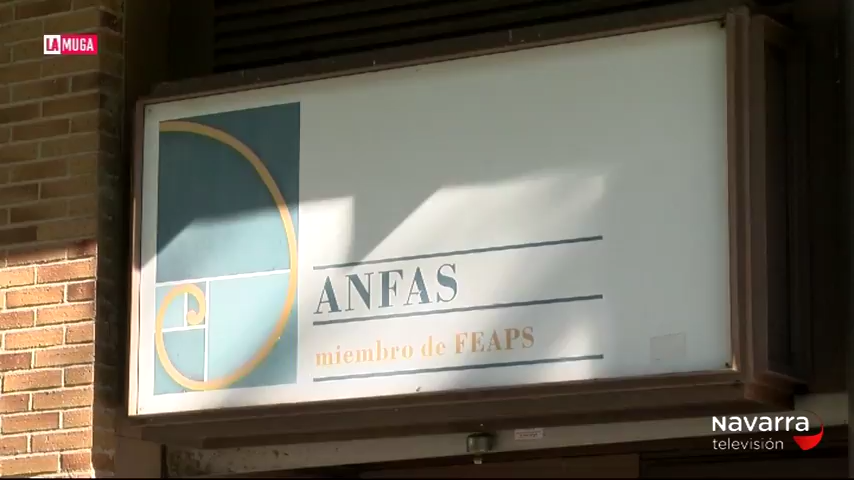 LA MUGA
ANFAS
miembro de FEAPS
navarra
televisión